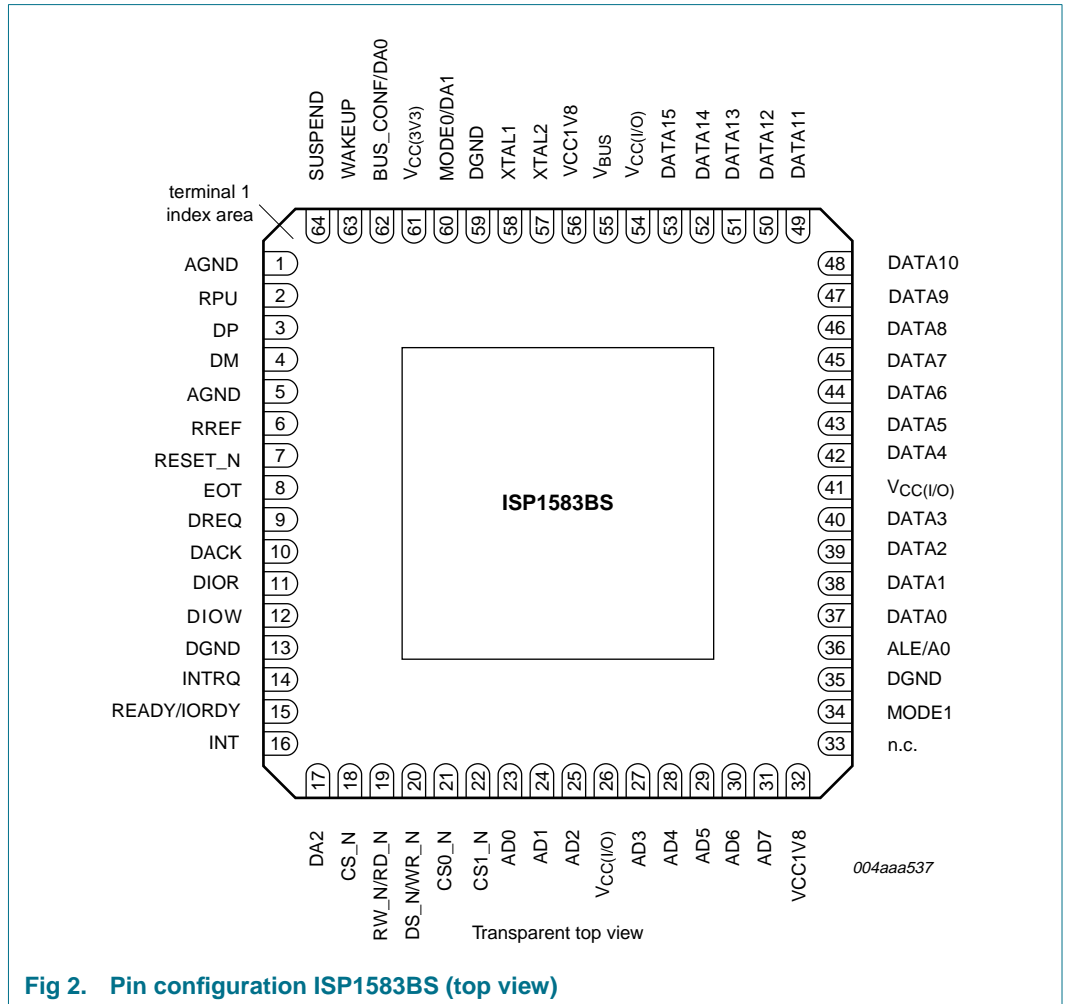 SUSPEND
WAKEUP
BUS_CONF/DA0
VCC(3V3)
MODE0/DA1
DGND
XTAL1
XTAL2
VCC1V8
VBUS
VCC(I/O)
DATA15
DATA14
DATA13
DATA12
DATA11
terminal 1
index area
64 63 62 61 60 59 58 57 56 55 54 53 52 51 50 49
AGND 1
RPU 2
DP 3
DM 4
AGND 5
RREF 6
RESET_N 7
EOT 8
DREQ 9
DACK 10
DIOR 11
DIOW 12
DGND 13
INTRQ 14
READY/IORDY 15
INT 16
ISP1583BS
48 DATA10
47 DATA9
46 DATA8
45 DATA7
44 DATA6
43 DATA5
42 DATA4
41 VCC(I/O)
40 DATA3
39 DATA2
38 DATA1
37 DATA0
36 ALE/A0
35 DGND
34 MODE1
33 n.c.
17 18 19 20 21 22 23 24 25 26 27 28 29 30 31 32
DA2
CS_N
RW_N/RD_N
DS_N/WR_N
CS0_N
CS1_N
AD0
AD1
AD2
VCC(I/O)
AD3
AD4
AD5
AD6
AD7
VCC1V8
004aaa537
Transparent top view
Fig 2. Pin configuration ISP1583BS (top view)